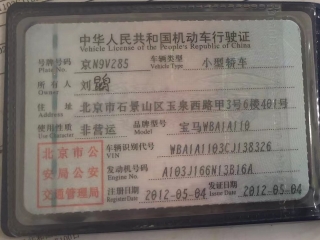 中华人民共和国机动车行驶证
Vehicle License of the People's Republic of China
号牌号码 京N9V285 车辆类型 小型轿车
Plate No. Vehicle Type
所有人 刘
Owner
住址 北京市石景山区玉泉西路甲3号6楼401号
Address
使用性质 非营运 品牌型号 宝马WBA1A110
Use Character Model
北京市公 车辆识别代号 WBA1A1103CJ138326
VIN
安局公安 发动机号码 A103J166N13B16A
Engine No.
交通管理局 注册日期 2012-05-04 发证日期 2012-05-04
Register Date Issue Date